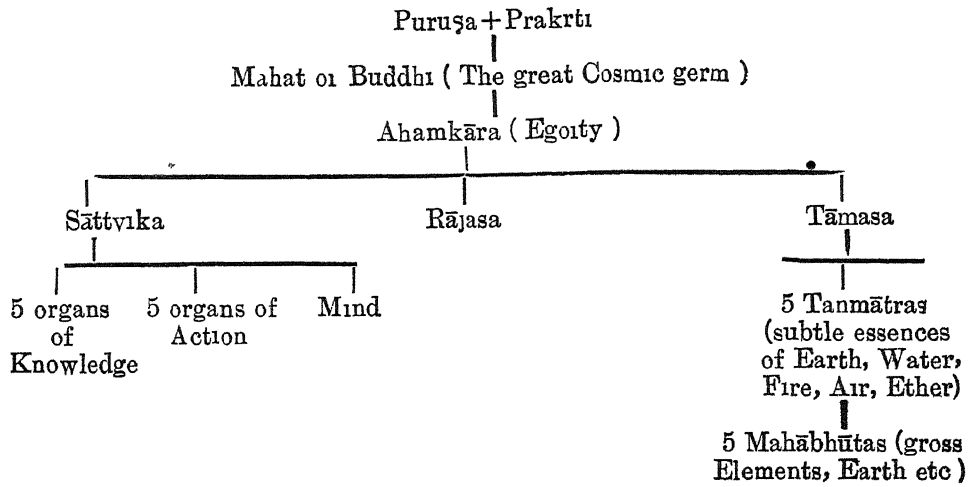 Puruṣa+Prakrti
Mahat oı Buddhı ( The great Cosmıc germ )
Ahamkāra ( Egoıty )
Sāttvıka Rājasa Tāmasa
5 organs of Knowledge
5 organs of Actıon
Mınd
5 Tanmātras
(subtle essences
of Earth, Water,
Fıre, Aır, Ether)
5 Mahābhūtas (gross
Elements, Earth etc )